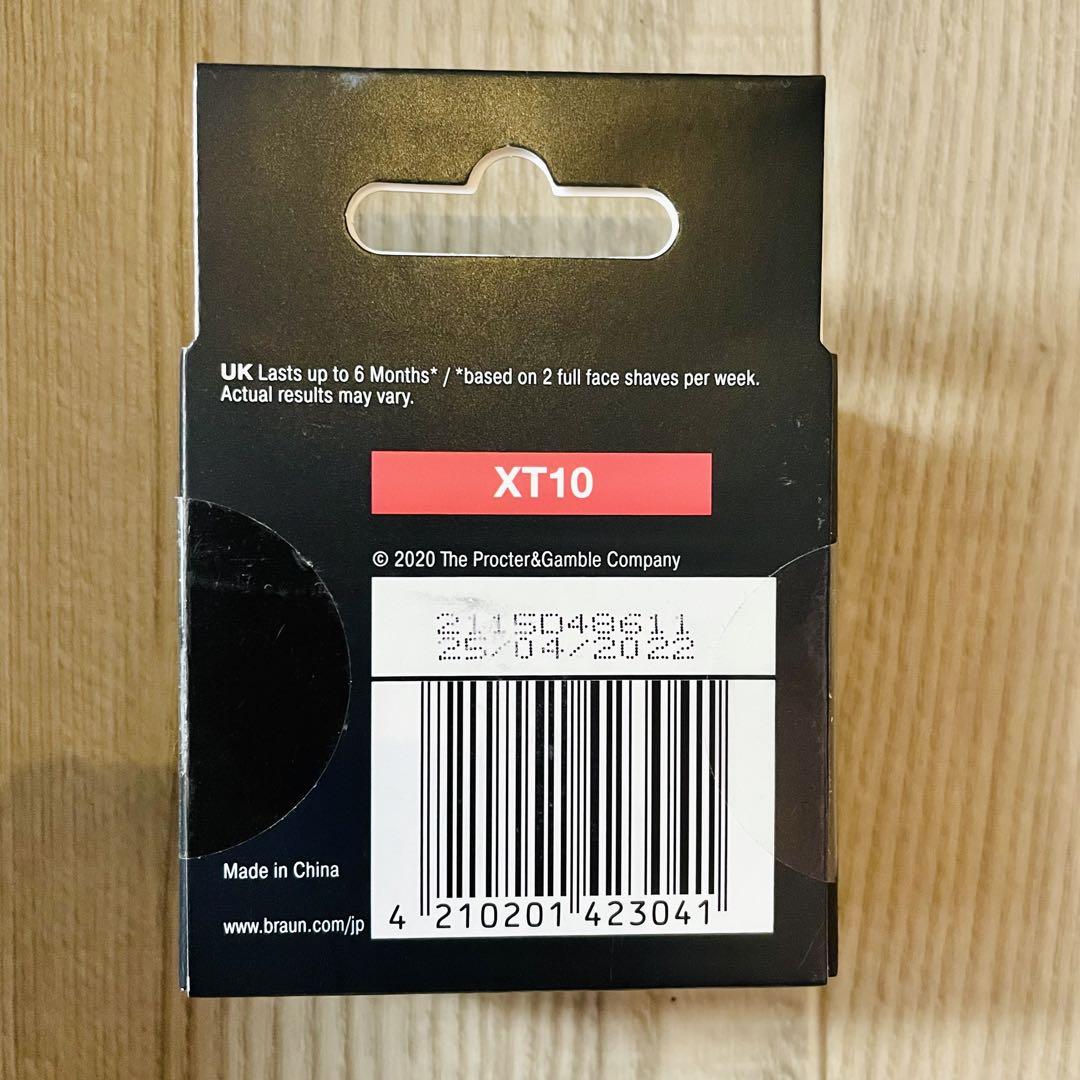 UK Lasts up to 6 Months* / *based on 2 full face shaves per week.
Actual results may vary.
XT10
© 2020 The Procter&Gamble Company
2115D48611
25/04/2022
Made in China
www.braun.com/jp
4 210201 423041